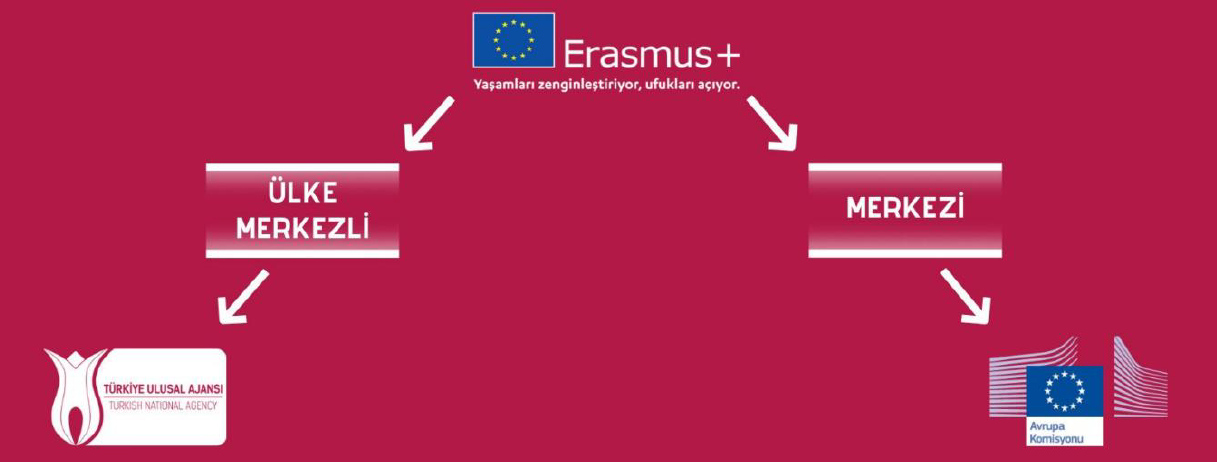 Erasmus+
Yaşamları zenginleştiriyor, ufukları açıyor.
ÜLKE
MERKEZLİ
MERKEZİ
TÜRKİYE ULUSAL AJANSI
TURKISH NATIONAL AGENCY
Avrupa
Komisyonu